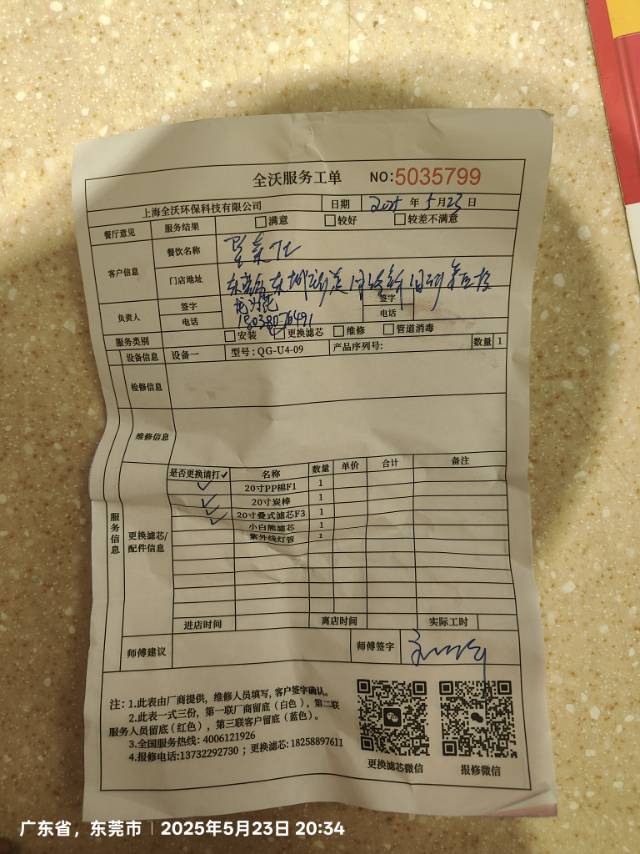 全沃服务工单 NO:5035799
上海全沃环保科技有限公司 日期 2025 年 5 月 23 日
餐厅意见 服务结果 满意 较好 较差不满意
客户信息 餐饮名称
门店地址
负责人 签字 签字
电话 电话
服务类别 安装 更换滤芯 维修 管道消毒
设备信息 设备一 型号: QG-U4-09 产品序列号: 数量 1
检修信息
维修信息
服务信息
更换滤芯/配件信息
是否更换请打✓ 名称 数量 单价 合计 备注
✓ 20寸PP棉F1 1
✓ 20寸炭棒 1
✓ 20寸叠式滤芯F3 1
小白熊滤芯 1
紫外线灯管 1
进店时间 离店时间 实际工时
师傅建议 师傅签字
注: 1.此表由厂商提供, 维修人员填写, 客户签字确认。
2.此表一式三份, 第一联厂商留底 (白色), 第二联
服务人员留底 (红色), 第三联客户留底 (蓝色)。
3.全国服务热线: 4006121926
4.报修电话:13732292730 ; 更换滤芯: 18258897611
更换滤芯微信 报修微信
广东省，东莞市 | 2025年5月23日 20:34